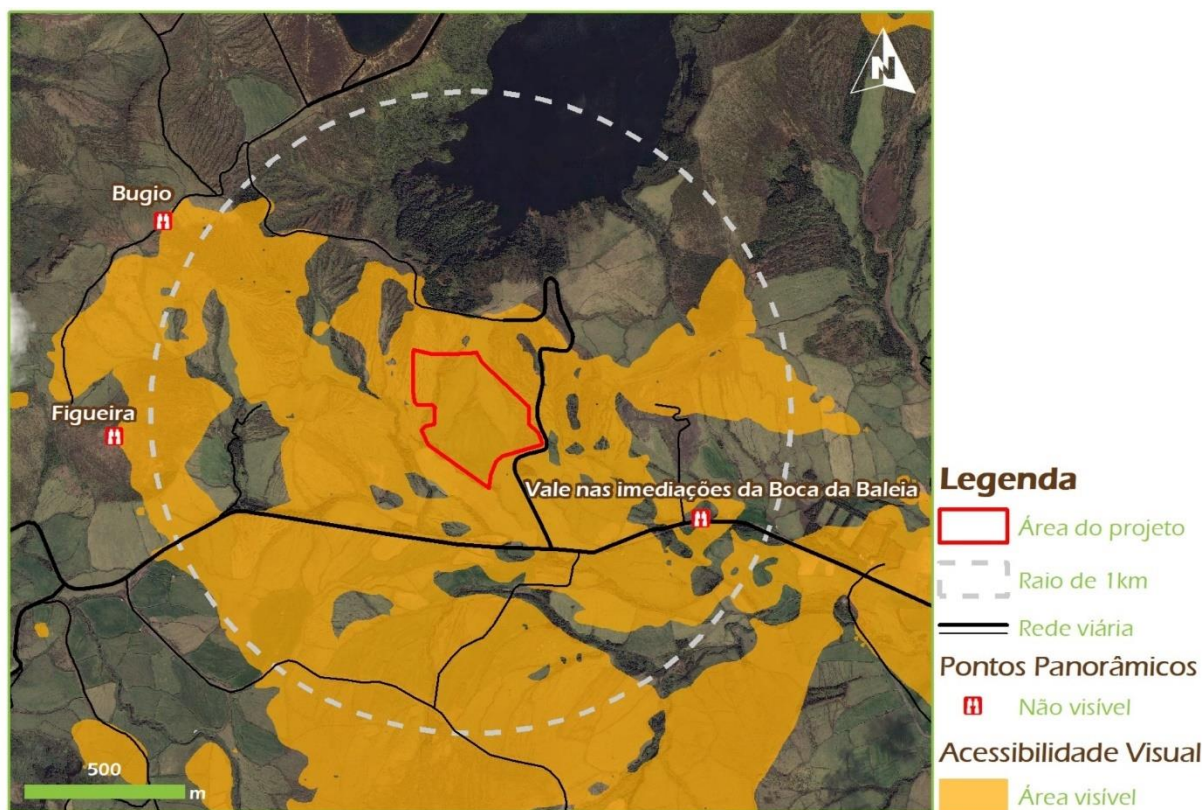 N
Bugio
Figueira
Vale nas imediações da Boca da Baleia
500
m
Legenda
Área do projeto
Raio de 1km
Rede viária
Pontos Panorâmicos
Não visível
Acessibilidade Visual
Área visível